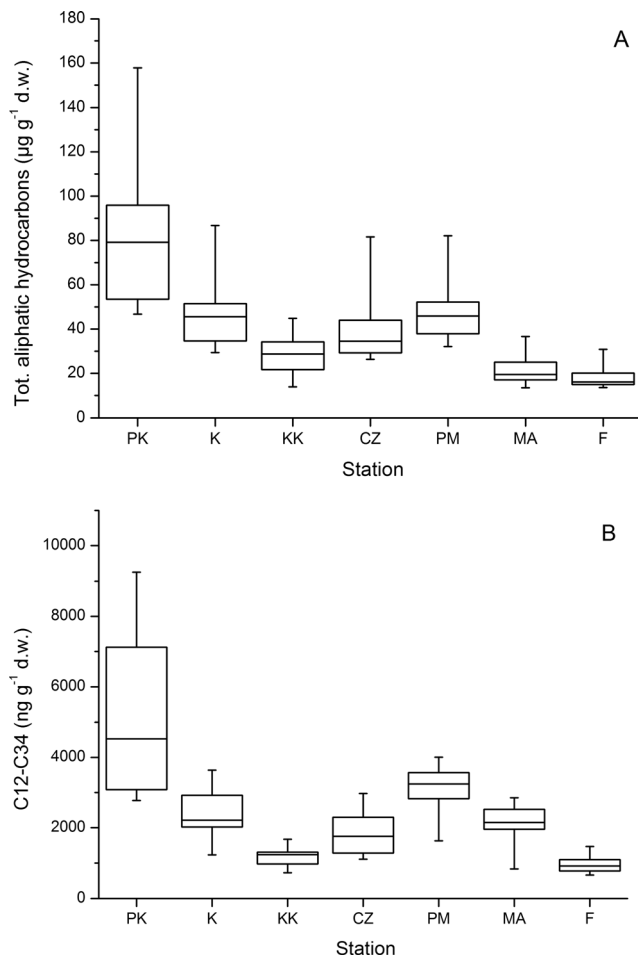 A
Tot. aliphatic hydrocarbons (µg g⁻¹ d.w.)
180
160
140
120
100
80
60
40
20
0
PK K KK CZ PM MA F
Station
B
C12-C34 (ng g⁻¹ d.w.)
10000
8000
6000
4000
2000
0
PK K KK CZ PM MA F
Station